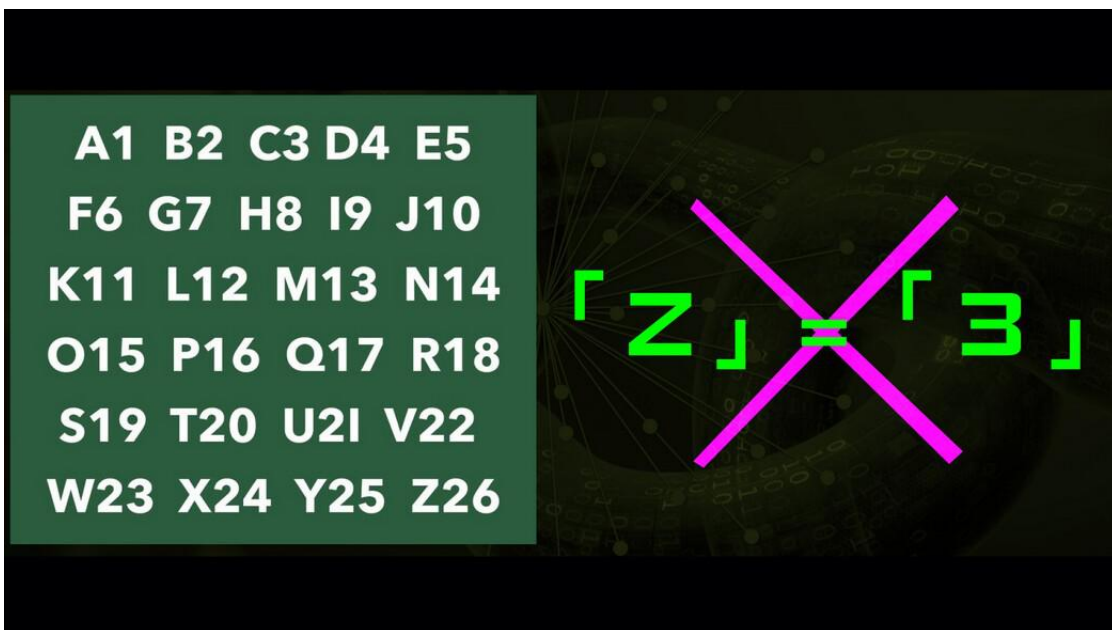 A1 B2 C3 D4 E5
F6 G7 H8 I9 J10
K11 L12 M13 N14
O15 P16 Q17 R18
S19 T20 U2I V22
W23 X24 Y25 Z26
「Z」=「3」